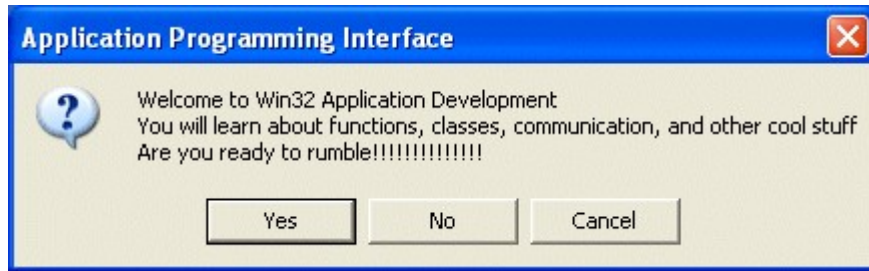 Application Programming Interface
Welcome to Win32 Application Development
You will learn about functions, classes, communication, and other cool stuff
Are you ready to rumble!!!!!!!!!!!!!!
Yes No Cancel